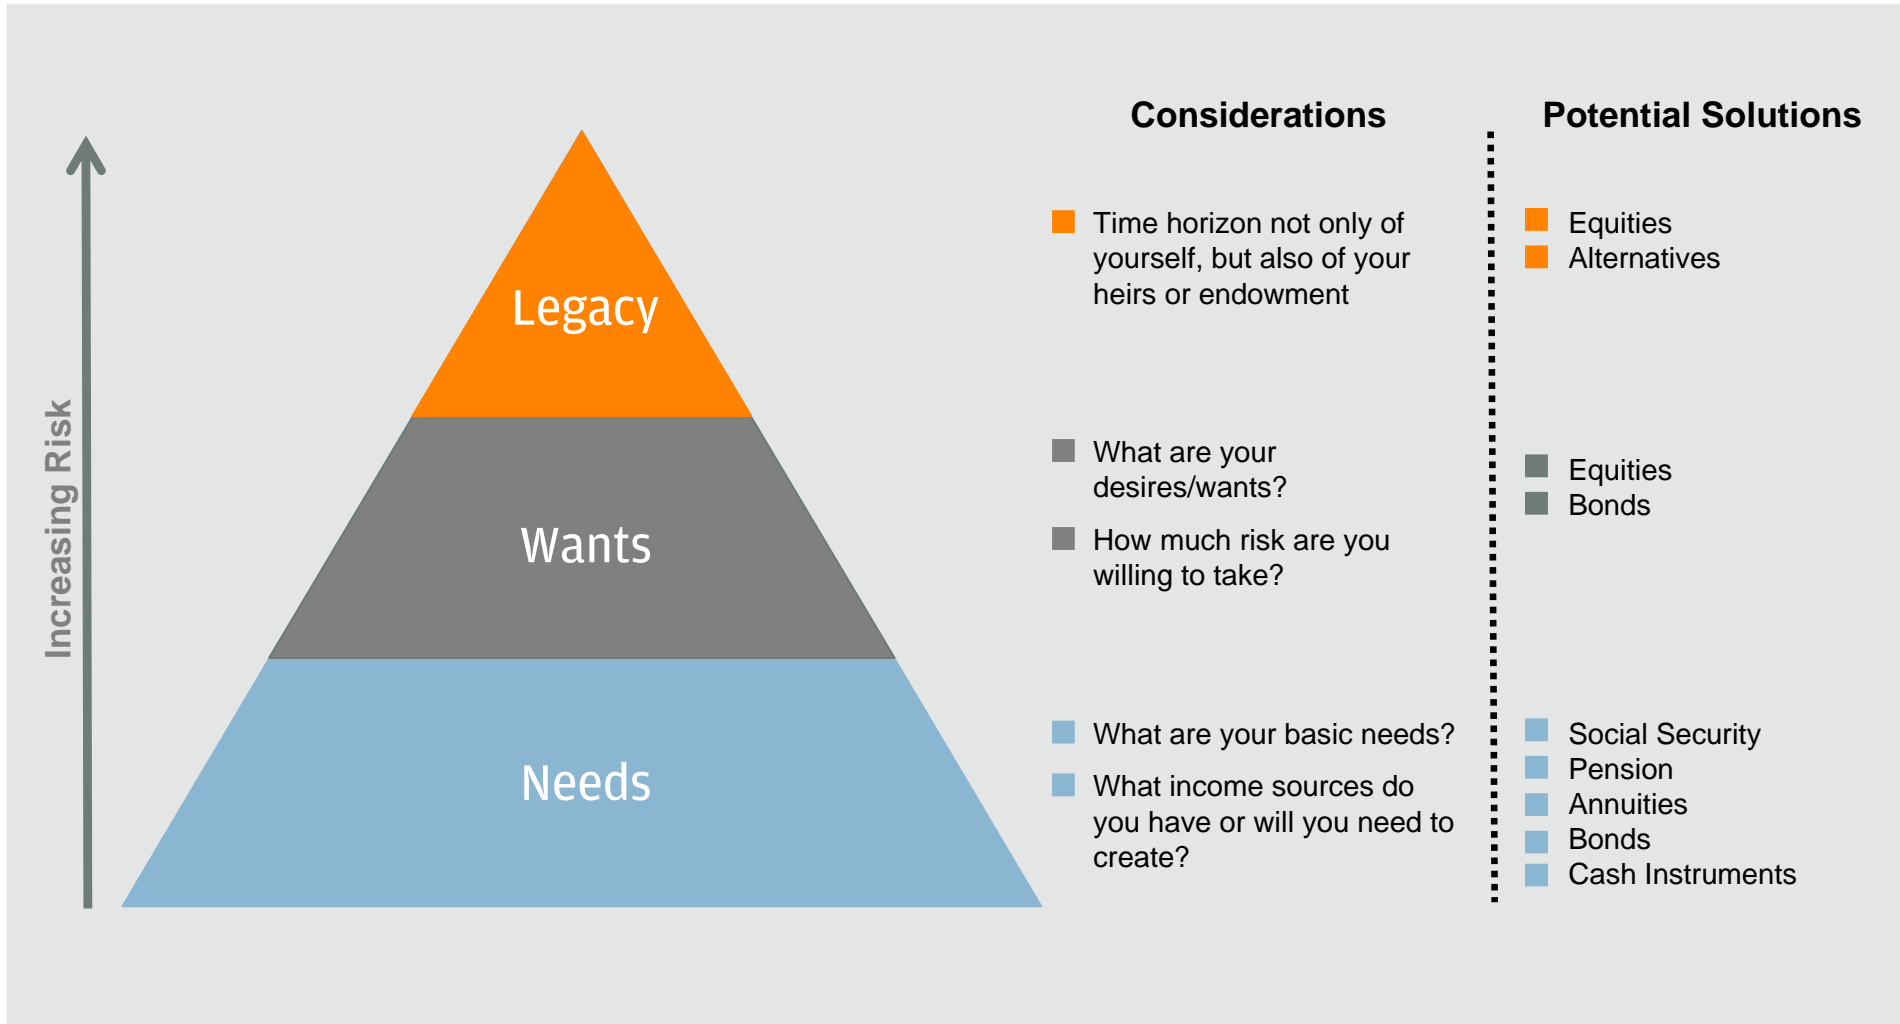 Considerations
Potential Solutions
Increasing Risk
Legacy
Time horizon not only of
yourself, but also of your
heirs or endowment
Equities
Alternatives
Wants
What are your
desires/wants?
How much risk are you
willing to take?
Equities
Bonds
Needs
What are your basic needs?
What income sources do
you have or will you need to
create?
Social Security
Pension
Annuities
Bonds
Cash Instruments